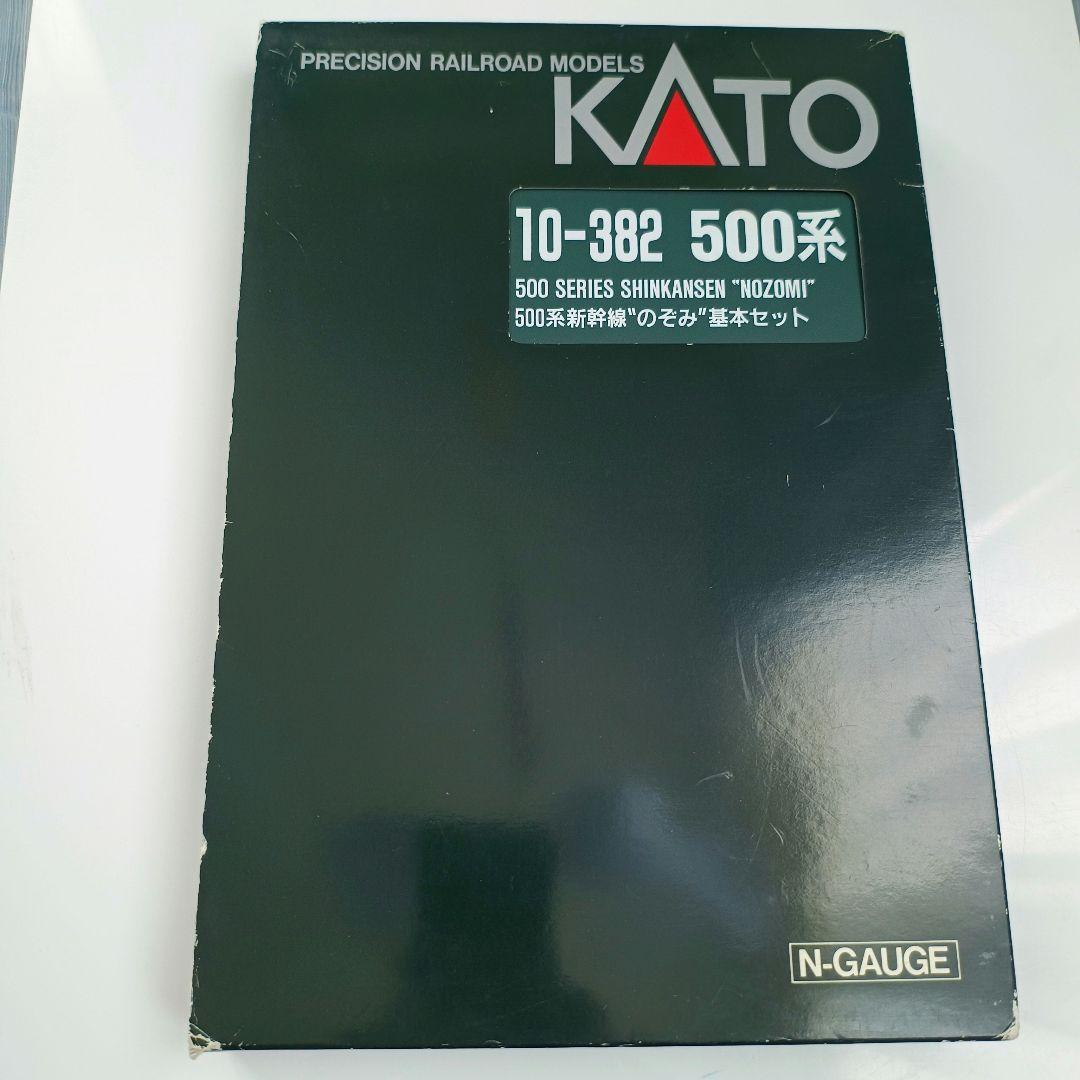 PRECISION RAILROAD MODELS
KATO
10-382 500系
500 SERIES SHINKANSEN "NOZOMI"
500系新幹線"のぞみ"基本セット
N-GAUGE